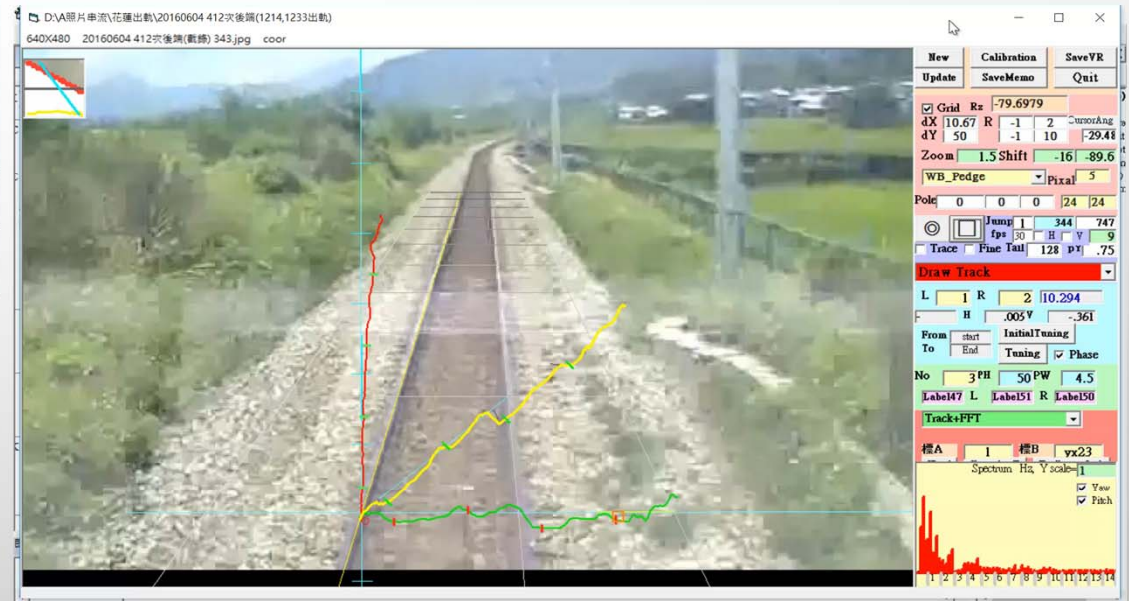 D:\A照片串流\花蓮出軌\20160604 412次後端(1214,1233出軌)
640X480 20160604 412次後端(戴錄) 343.jpg coor
New Calibration SaveVR
Update SaveMemo Quit
Grid Rz -79.6979
dX 10.67 R -1 2 CursorAng
dY 50 -1 10 -29.48
Zoom 1.5 Shift -16 -89.6
WB_Pedge Pixal 5
Pole 0 0 0 24 24
Jump 1 344 747
fps 30 H V 9
Trace Fine Tail 128 pY .75
Draw Track
L 1 R 2 10.294
- H .005 V -.361
From start InitialTuning
To End Tuning Phase
No 3 PH 50 PW 4.5
Label47 L Label51 R Label50
Track+FFT
標A 1 標B yx23
Spectrum Hz, Y scale= 1
Yaw
Pitch
1 2 3 4 5 6 7 8 9 10 11 12 13 14